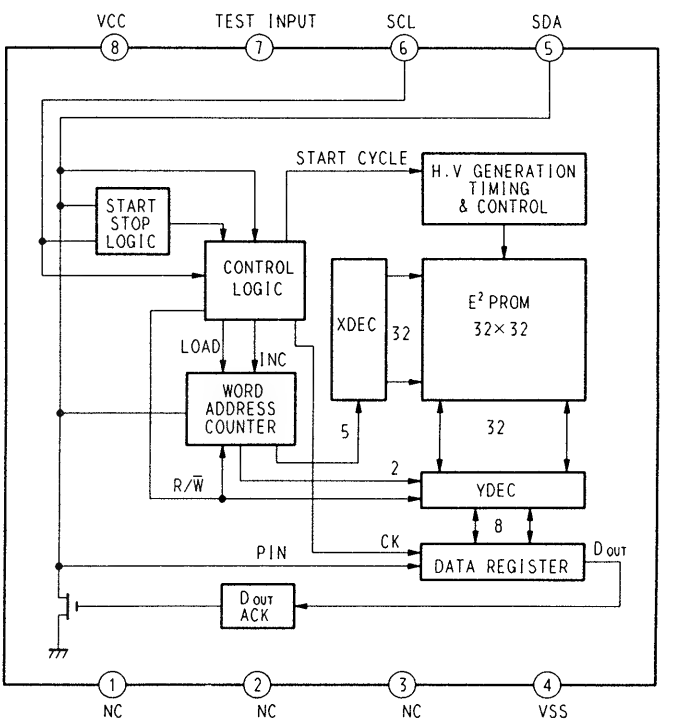 VCC
TEST INPUT
SCL
SDA
8
7
6
5
START CYCLE
H.V GENERATION
TIMING
& CONTROL
START
STOP
LOGIC
CONTROL
LOGIC
XDEC
32
E² PROM
32×32
LOAD
INC
WORD
ADDRESS
COUNTER
5
32
R/W̅
2
YDEC
8
CK
PIN
DATA REGISTER
DOUT
DOUT
ACK
1
2
3
4
NC
NC
NC
VSS